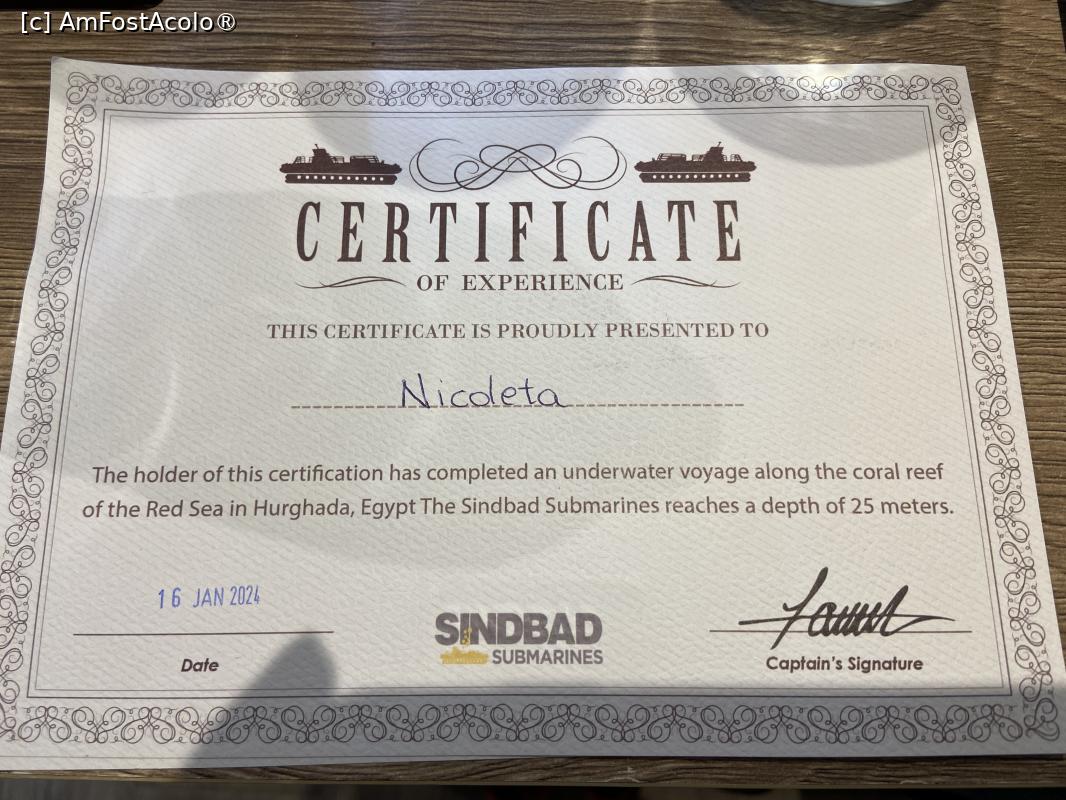 [c] AmFostAcolo®
CERTIFICATE
OF EXPERIENCE
THIS CERTIFICATE IS PROUDLY PRESENTED TO
Nicoleta
The holder of this certification has completed an underwater voyage along the coral reef
of the Red Sea in Hurghada, Egypt The Sindbad Submarines reaches a depth of 25 meters.
16 JAN 2024
Date
SINDBAD
SUBMARINES
Captain's Signature